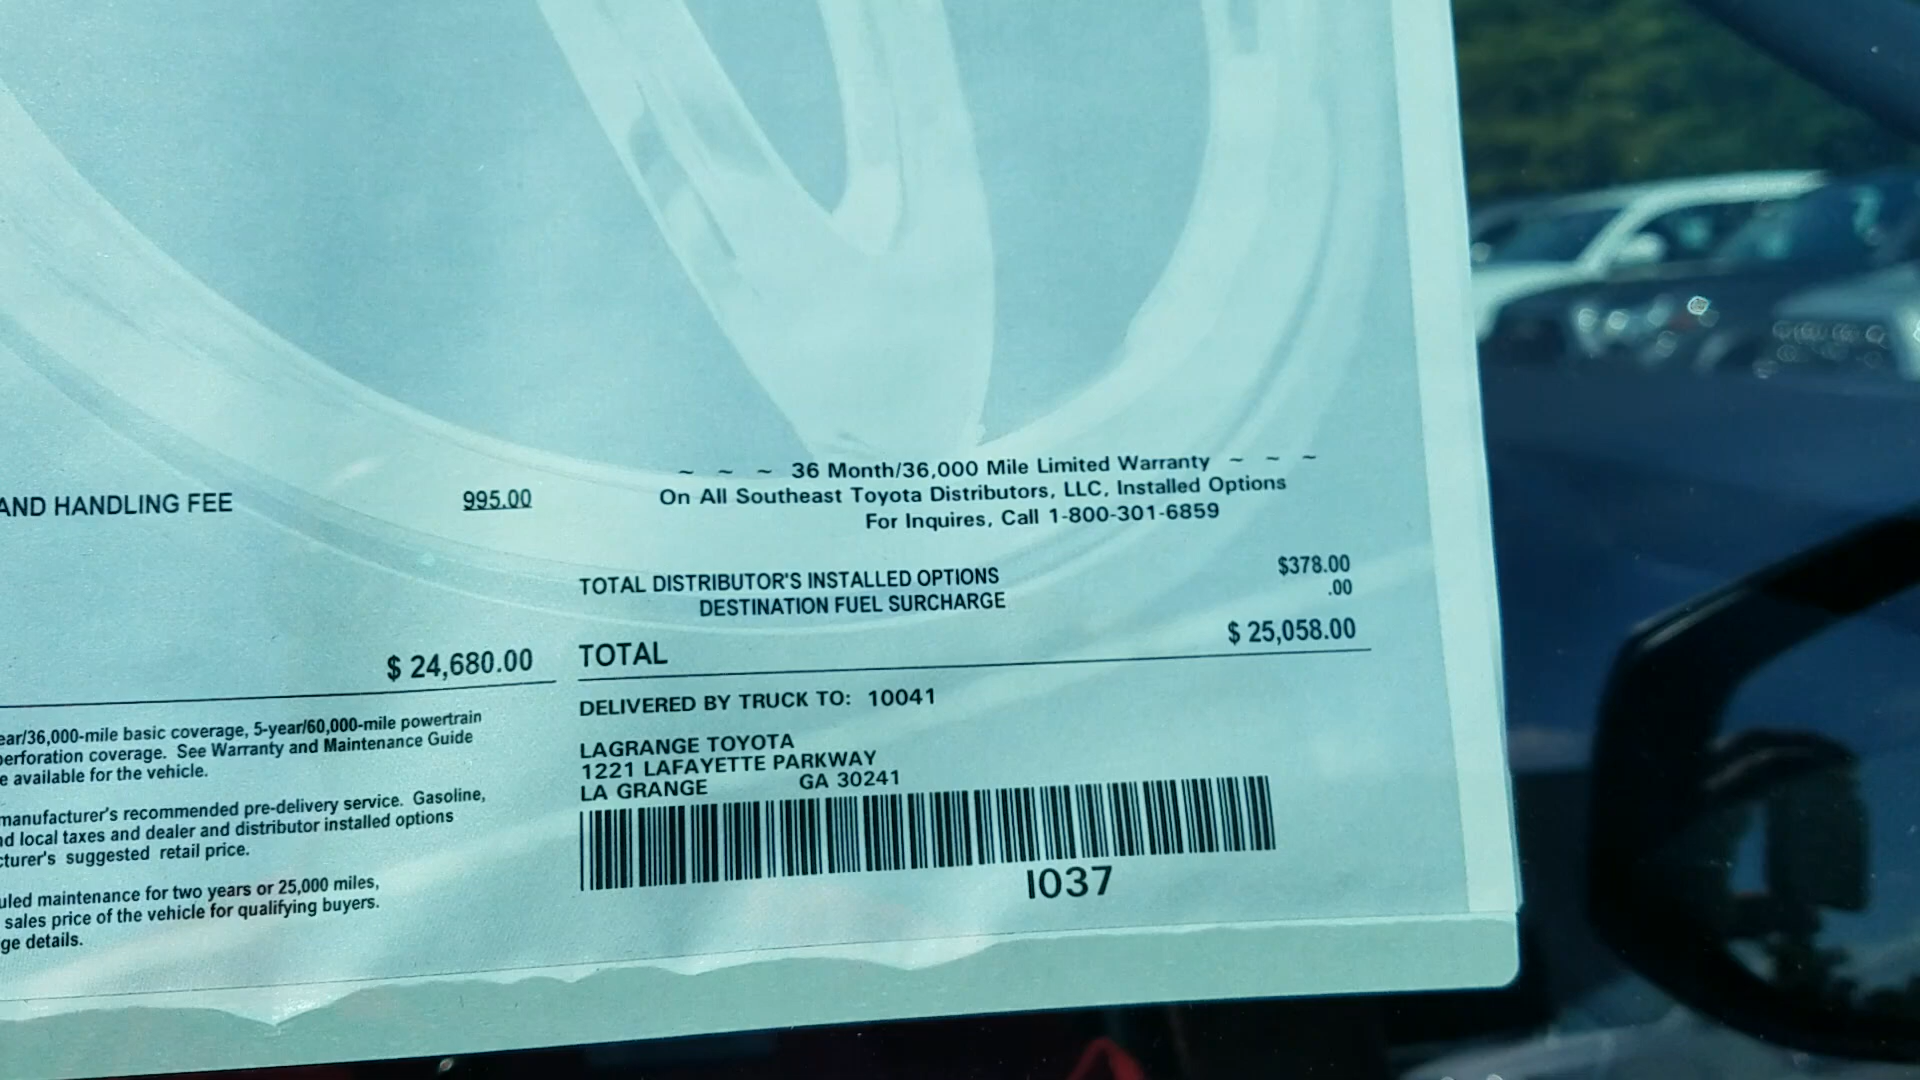 AND HANDLING FEE 995.00
$ 24,680.00
ear/36,000-mile basic coverage, 5-year/60,000-mile powertrain
perforation coverage. See Warranty and Maintenance Guide
e available for the vehicle.
manufacturer's recommended pre-delivery service. Gasoline,
nd local taxes and dealer and distributor installed options
cturer's suggested retail price.
uled maintenance for two years or 25,000 miles,
sales price of the vehicle for qualifying buyers.
ge details.
~ ~ ~ 36 Month/36,000 Mile Limited Warranty ~ ~ ~
On All Southeast Toyota Distributors, LLC, Installed Options
For Inquires, Call 1-800-301-6859
TOTAL DISTRIBUTOR'S INSTALLED OPTIONS $378.00
DESTINATION FUEL SURCHARGE .00
TOTAL $ 25,058.00
DELIVERED BY TRUCK TO: 10041
LAGRANGE TOYOTA
1221 LAFAYETTE PARKWAY
LA GRANGE GA 30241
I037